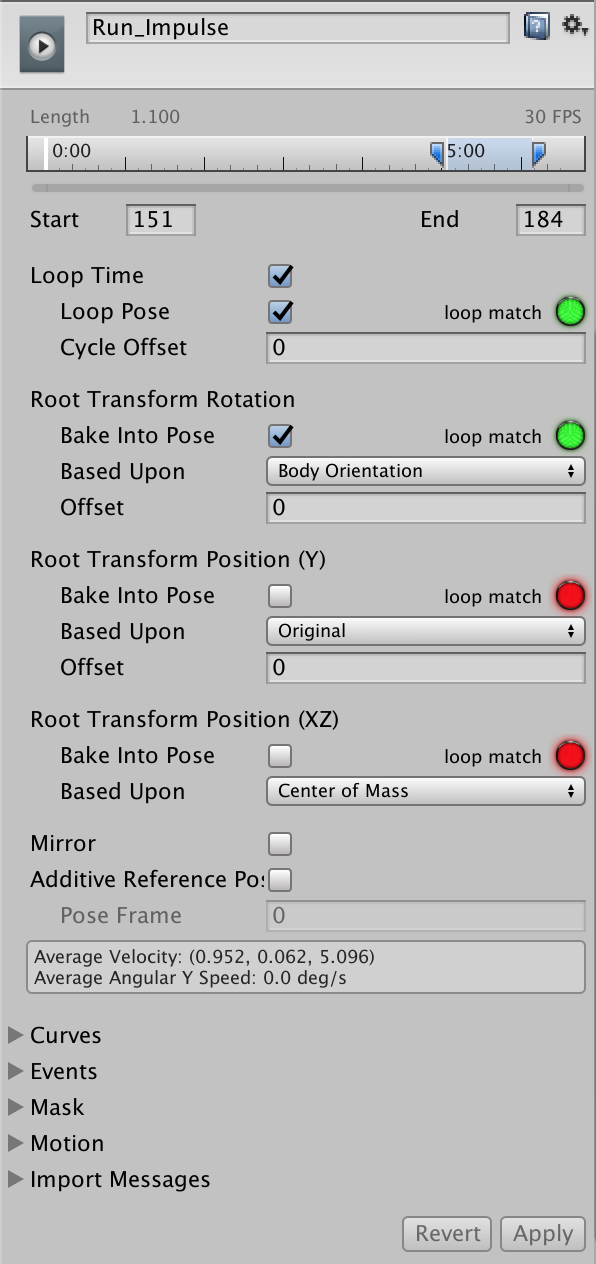 Run_Impulse
Length 1.100 30 FPS
0:00 5:00
Start 151 End 184
Loop Time
Loop Pose loop match
Cycle Offset 0
Root Transform Rotation
Bake Into Pose loop match
Based Upon Body Orientation
Offset 0
Root Transform Position (Y)
Bake Into Pose loop match
Based Upon Original
Offset 0
Root Transform Position (XZ)
Bake Into Pose loop match
Based Upon Center of Mass
Mirror
Additive Reference Pos
Pose Frame 0
Average Velocity: (0.952, 0.062, 5.096)
Average Angular Y Speed: 0.0 deg/s
Curves
Events
Mask
Motion
Import Messages
Revert Apply